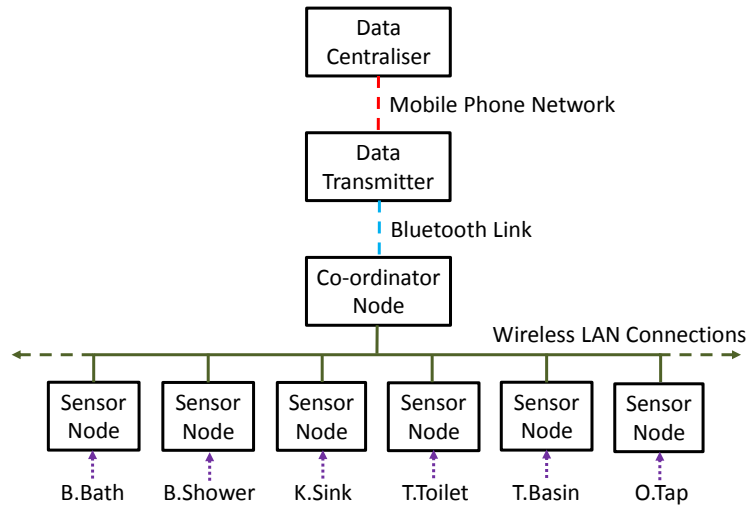 Data
Centraliser
Mobile Phone Network
Data
Transmitter
Bluetooth Link
Co-ordinator
Node
Wireless LAN Connections
Sensor
Node
Sensor
Node
Sensor
Node
Sensor
Node
Sensor
Node
Sensor
Node
B.Bath
B.Shower
K.Sink
T.Toilet
T.Basin
O.Tap